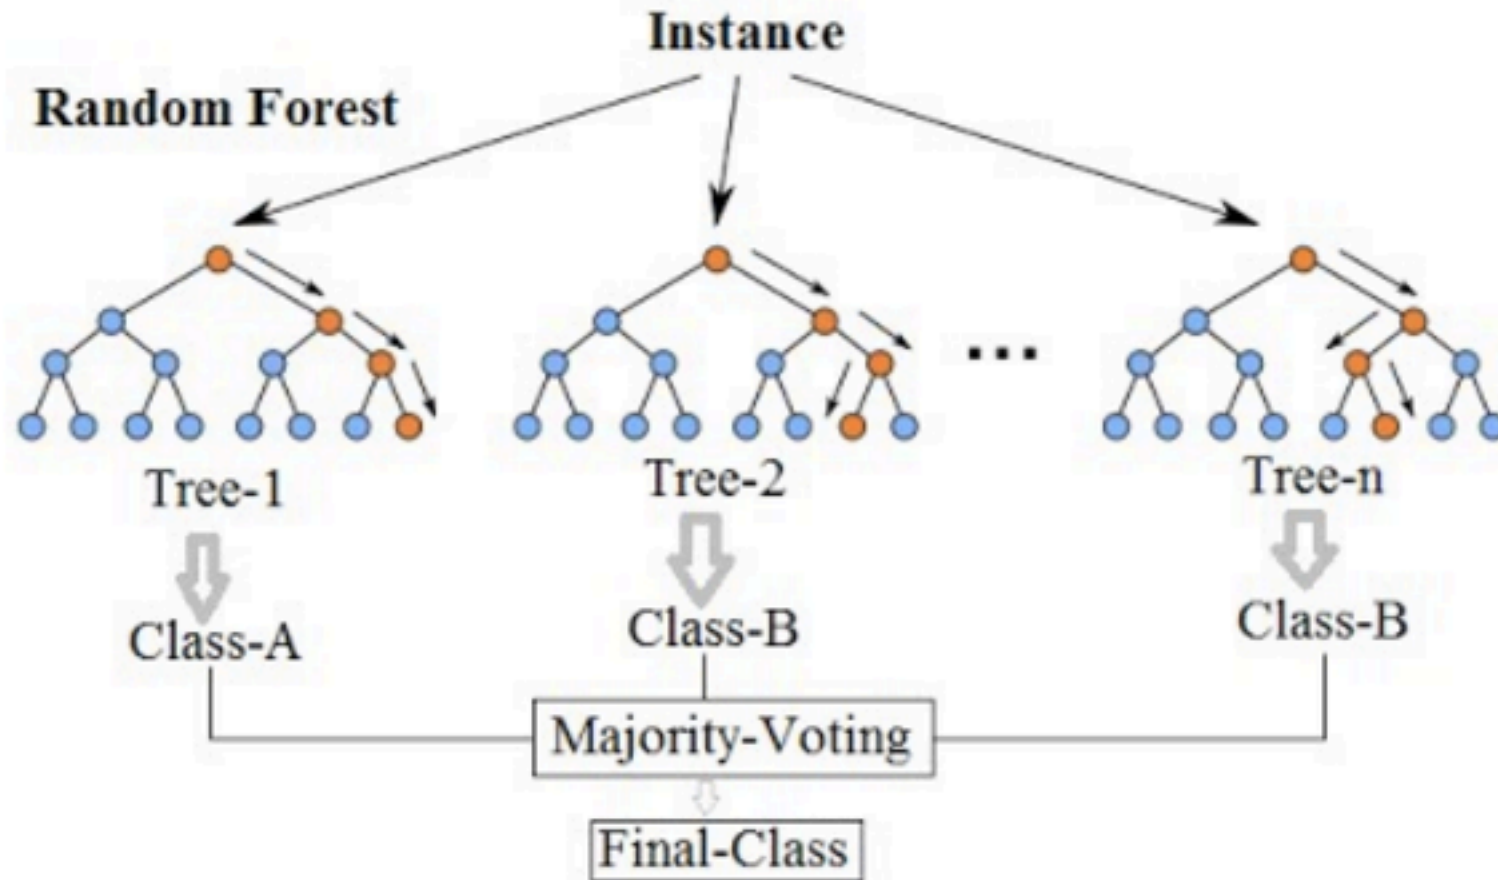 Instance
Random Forest
...
Tree-1
Tree-2
Tree-n
Class-A
Class-B
Class-B
Majority-Voting
Final-Class